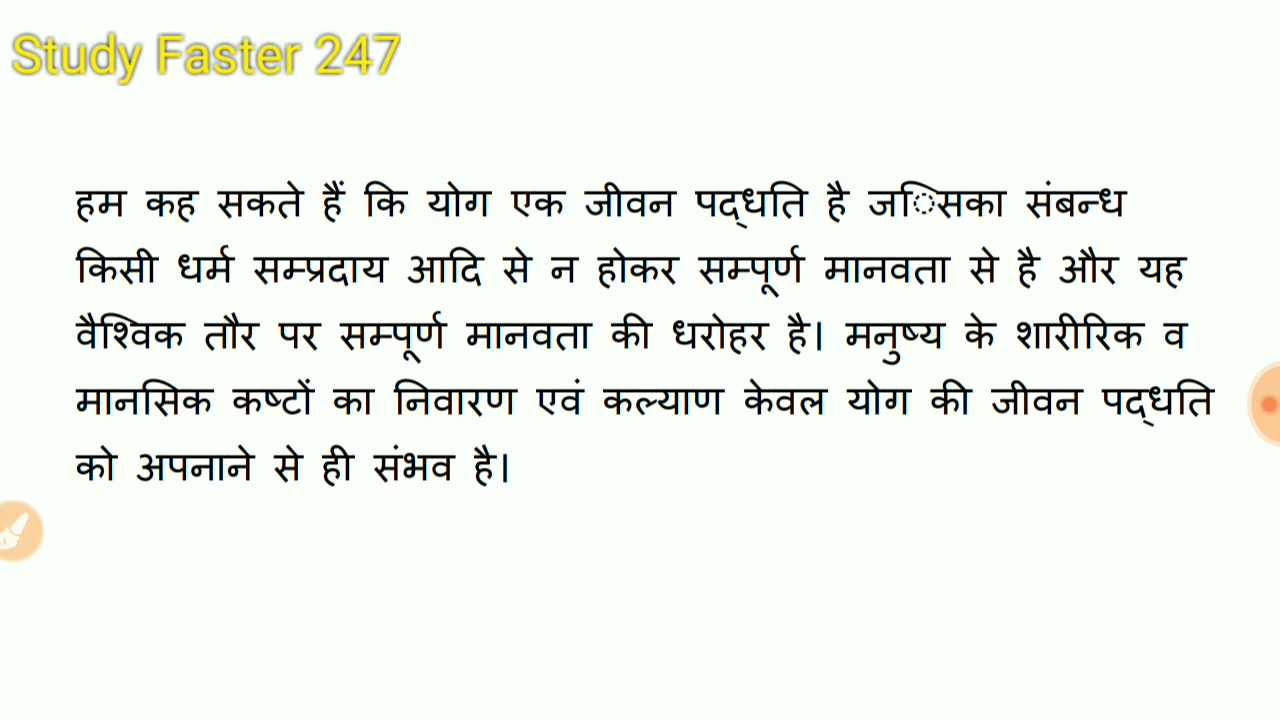 Study Faster 247
हम कह सकते हैं कि योग एक जीवन पद्धति है जि◌सका संबन्ध
किसी धर्म सम्प्रदाय आदि से न होकर सम्पूर्ण मानवता से है और यह
वैश्विक तौर पर सम्पूर्ण मानवता की धरोहर है। मनुष्य के शारीरिक व
मानसिक कष्टों का निवारण एवं कल्याण केवल योग की जीवन पद्धति
को अपनाने से ही संभव है।